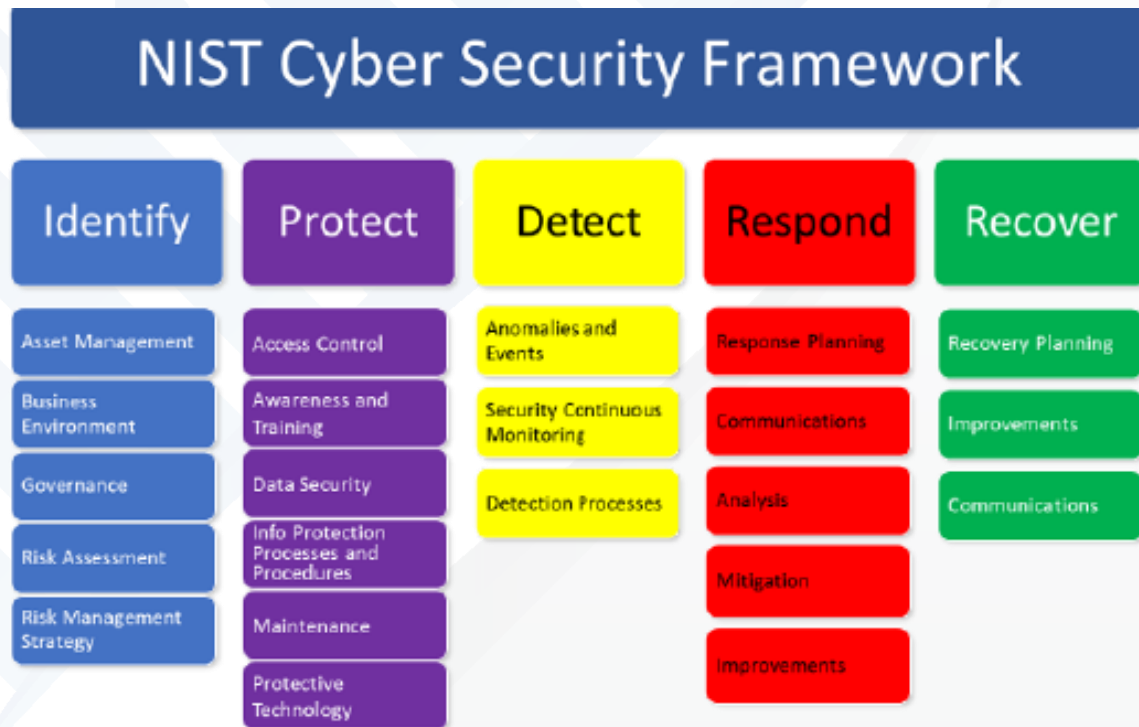 NIST Cyber Security Framework
Identify
Asset Management
Business
Environment
Governance
Risk Assessment
Risk Management
Strategy
Protect
Access Control
Awareness and
Training
Data Security
Info Protection
Processes and
Procedures
Maintenance
Protective
Technology
Detect
Anomalies and
Events
Security Continuous
Monitoring
Detection Processes
Respond
Response Planning
Communications
Analysis
Mitigation
Improvements
Recover
Recovery Planning
Improvements
Communications